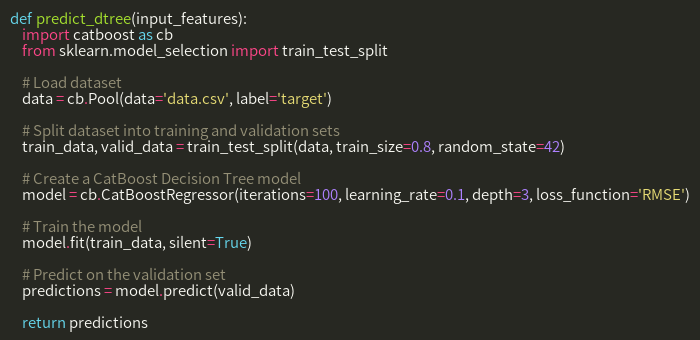 def predict_dtree(input_features):
import catboost as cb
from sklearn.model_selection import train_test_split
# Load dataset
data = cb.Pool(data='data.csv', label='target')
# Split dataset into training and validation sets
train_data, valid_data = train_test_split(data, train_size=0.8, random_state=42)
# Create a CatBoost Decision Tree model
model = cb.CatBoostRegressor(iterations=100, learning_rate=0.1, depth=3, loss_function='RMSE')
# Train the model
model.fit(train_data, silent=True)
# Predict on the validation set
predictions = model.predict(valid_data)
return predictions